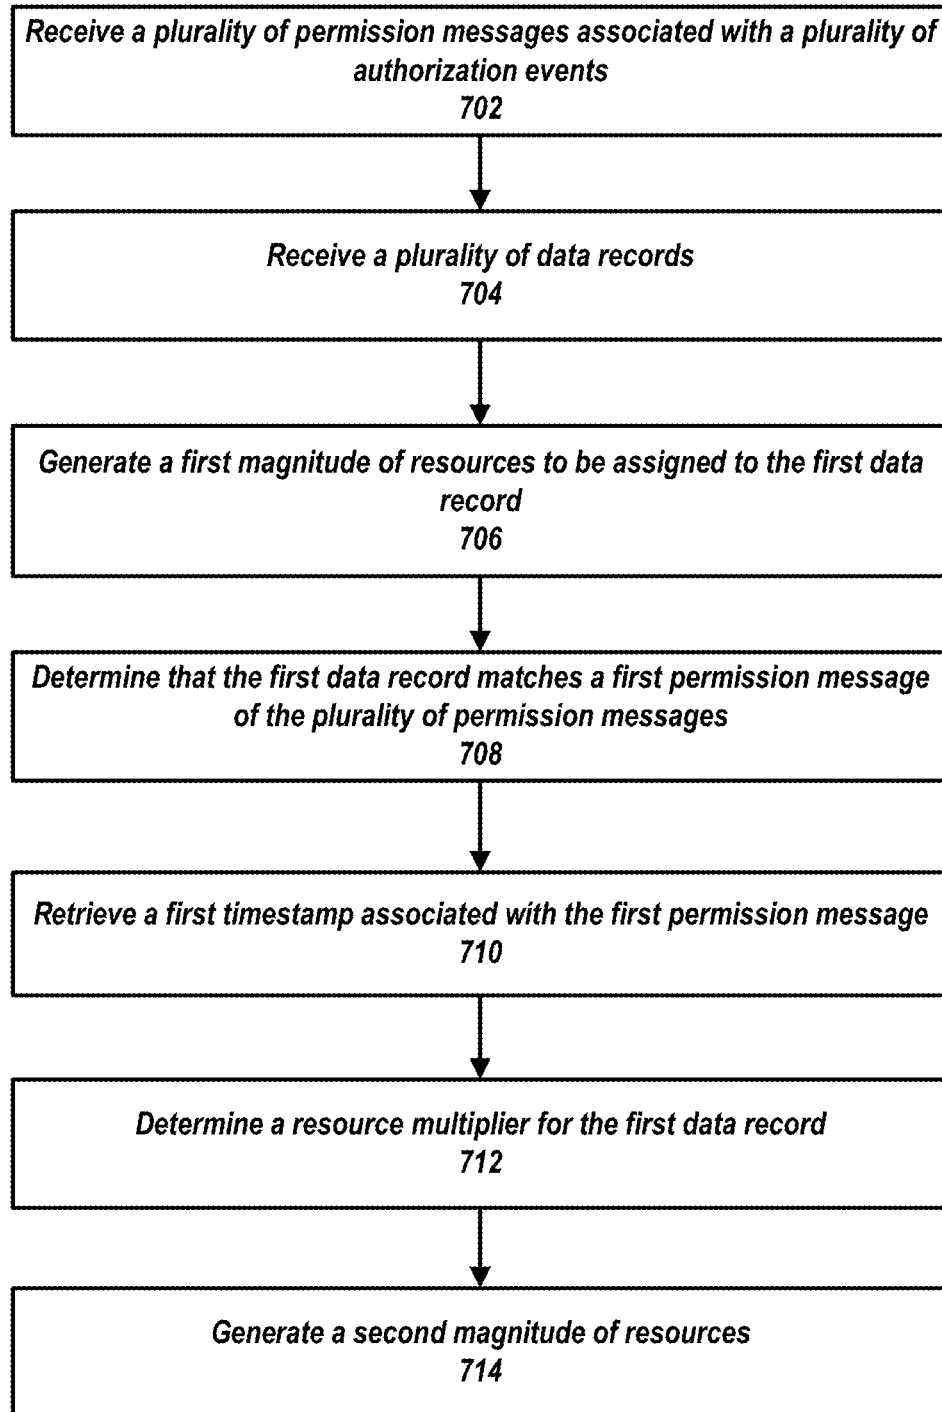 Receive a plurality of permission messages associated with a plurality of
authorization events
702
Receive a plurality of data records
704
Generate a first magnitude of resources to be assigned to the first data
record
706
Determine that the first data record matches a first permission message
of the plurality of permission messages
708
Retrieve a first timestamp associated with the first permission message
710
Determine a resource multiplier for the first data record
712
Generate a second magnitude of resources
714